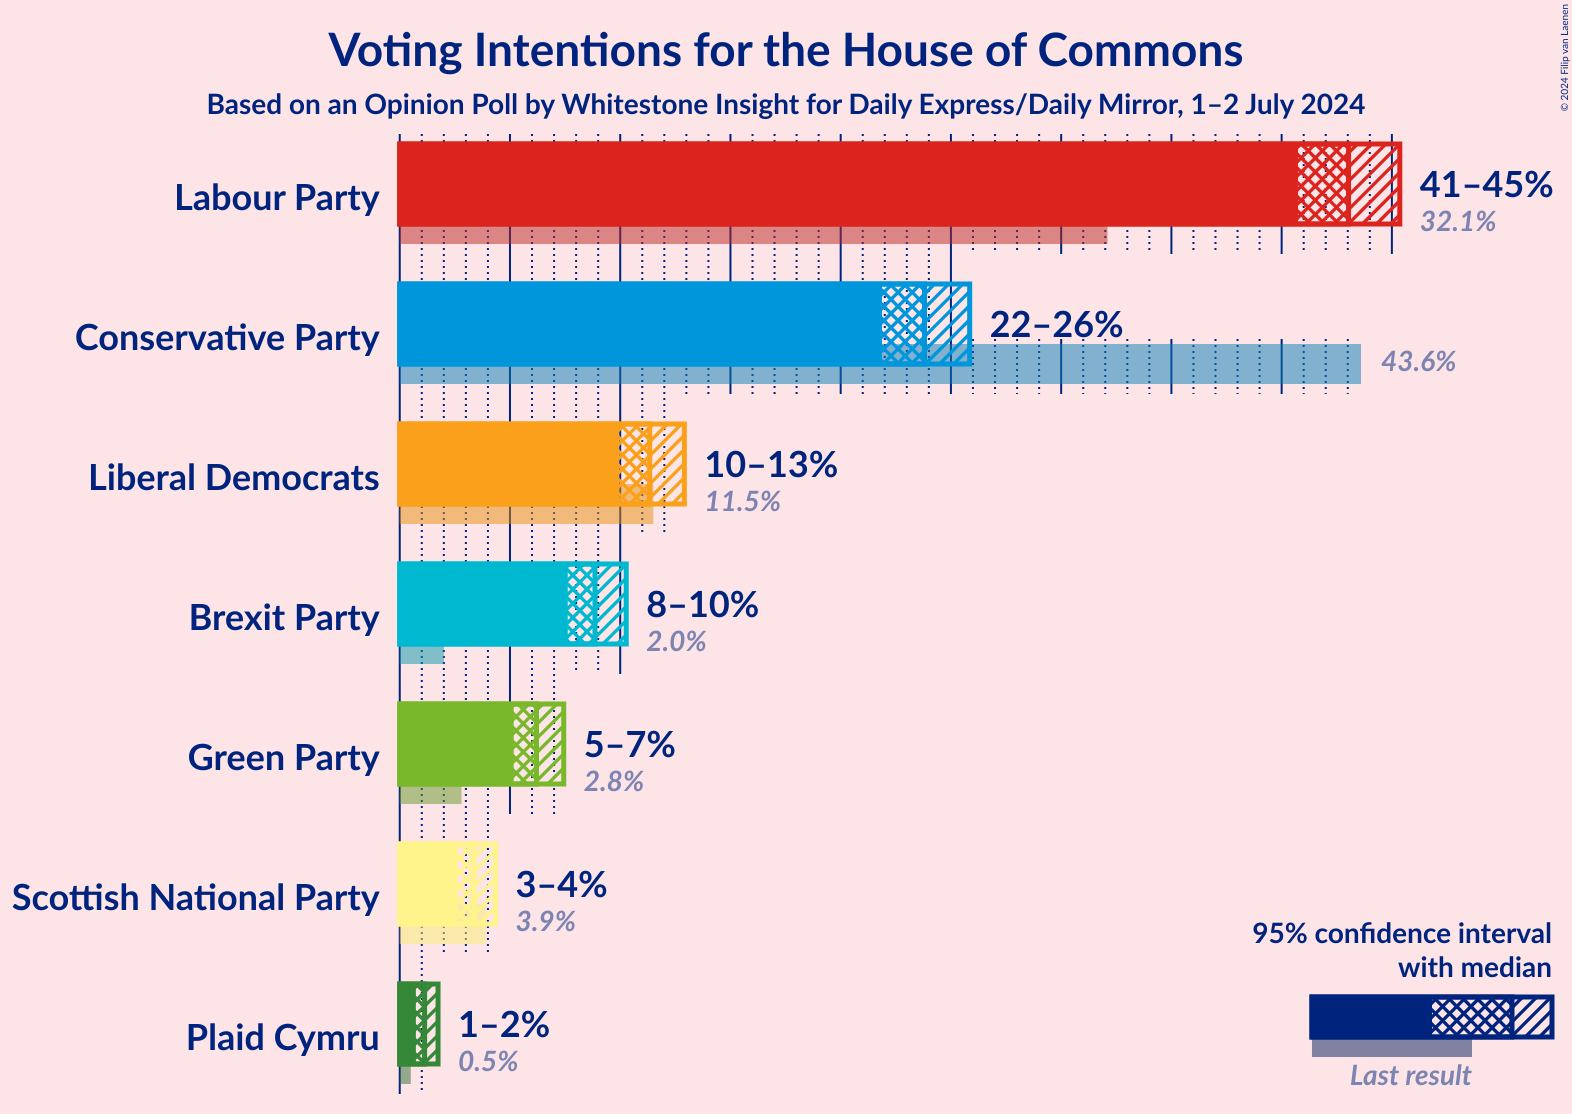 Voting Intentions for the House of Commons
Based on an Opinion Poll by Whitestone Insight for Daily Express/Daily Mirror, 1–2 July 2024
© 2024 Filip van Laenen
Labour Party
41–45%
32.1%
Conservative Party
22–26%
43.6%
Liberal Democrats
10–13%
11.5%
Brexit Party
8–10%
2.0%
Green Party
5–7%
2.8%
Scottish National Party
3–4%
3.9%
Plaid Cymru
1–2%
0.5%
95% confidence interval
with median
Last result